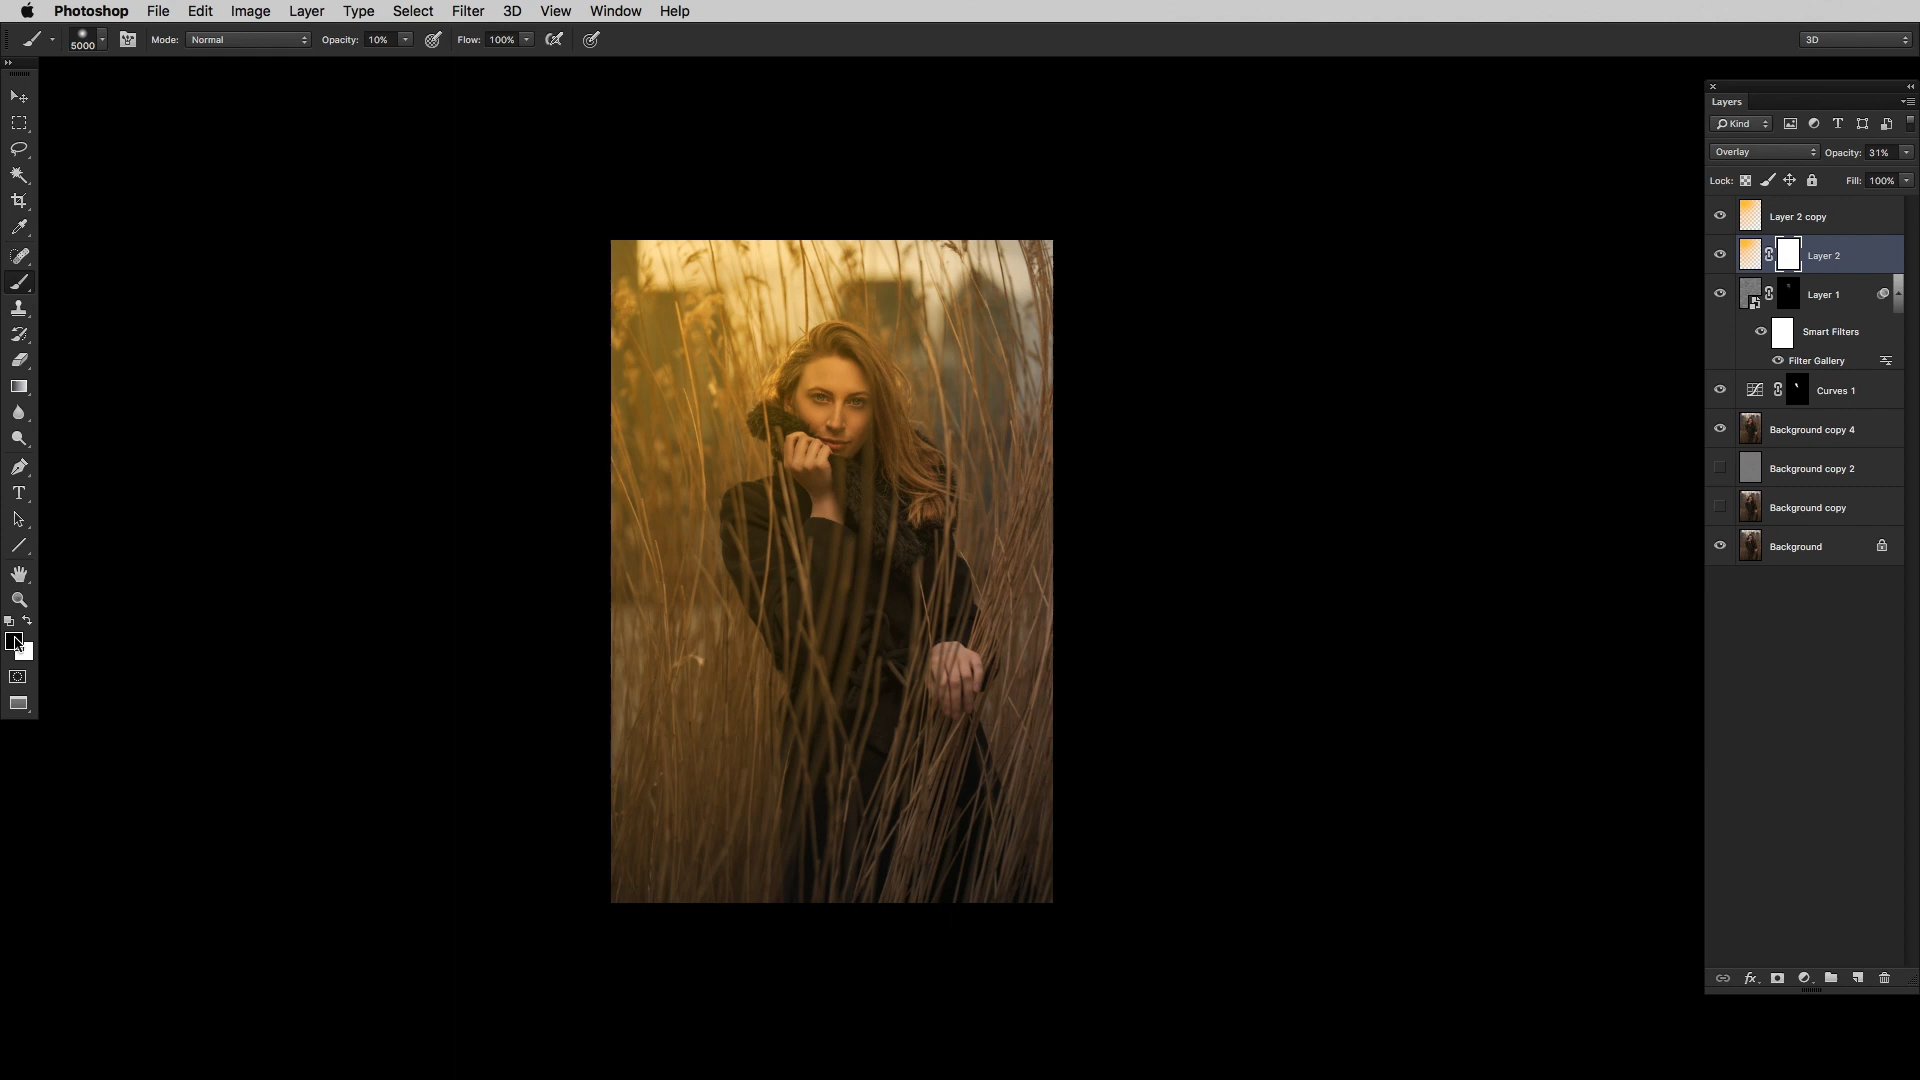 Photoshop File Edit Image Layer Type Select Filter 3D View Window Help
5000 Mode: Normal Opacity: 10% Flow: 100% 3D
Layers
Kind T
Overlay Opacity: 31%
Lock: Fill: 100%
Layer 2 copy
Layer 2
Layer 1
Smart Filters
Filter Gallery
Curves 1
Background copy 4
Background copy 2
Background copy
Background
T
fx